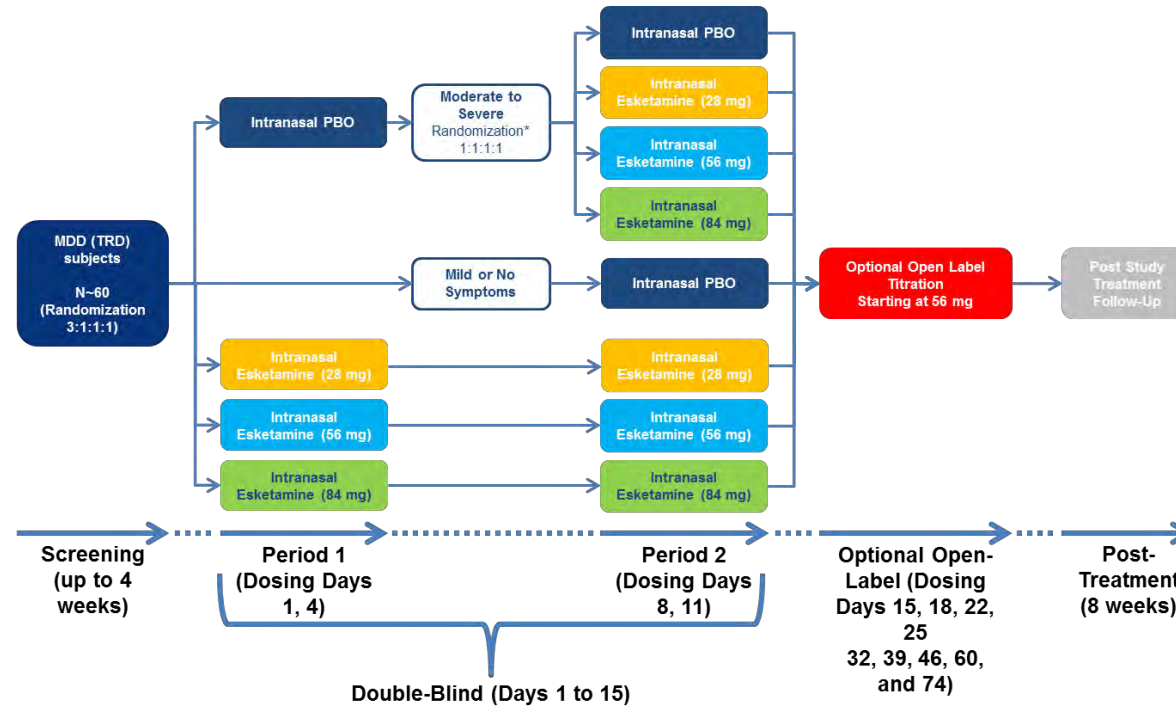 MDD (TRD)
subjects
N~60
(Randomization
3:1:1:1)
Intranasal PBO
Moderate to
Severe
Randomization*
1:1:1:1
Intranasal PBO
Intranasal
Esketamine (28 mg)
Intranasal
Esketamine (56 mg)
Intranasal
Esketamine (84 mg)
Mild or No
Symptoms
Intranasal PBO
Intranasal
Esketamine (28 mg)
Intranasal
Esketamine (28 mg)
Intranasal
Esketamine (56 mg)
Intranasal
Esketamine (56 mg)
Intranasal
Esketamine (84 mg)
Intranasal
Esketamine (84 mg)
Optional Open Label
Titration
Starting at 56 mg
Post Study
Treatment
Follow-Up
Screening
(up to 4
weeks)
Period 1
(Dosing Days
1, 4)
Period 2
(Dosing Days
8, 11)
Optional Open-
Label (Dosing
Days 15, 18, 22,
25
32, 39, 46, 60,
and 74)
Post-
Treatment
(8 weeks)
Double-Blind (Days 1 to 15)